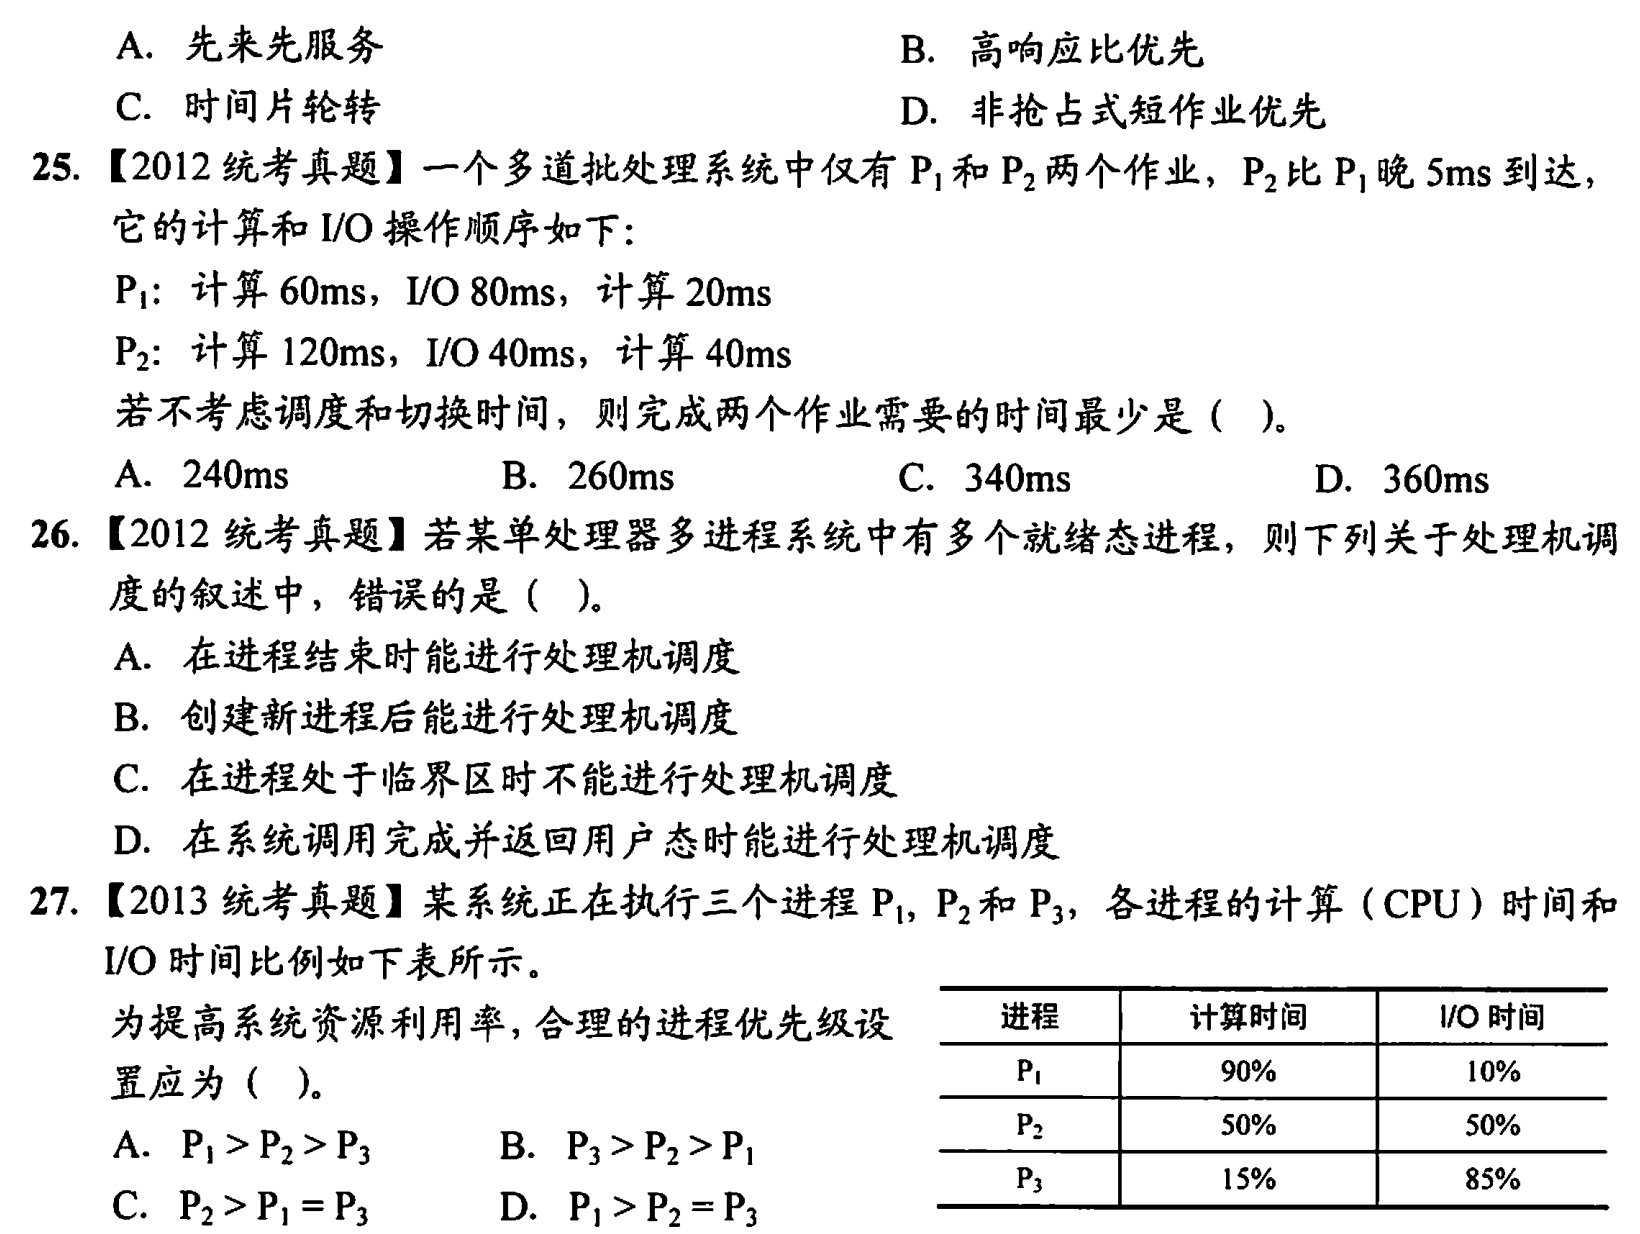 A. 先来先服务 B. 高响应比优先
C. 时间片轮转 D. 非抢占式短作业优先
25. 【2012 统考真题】一个多道批处理系统中仅有 P₁ 和 P₂ 两个作业，P₂ 比 P₁ 晚 5ms 到达，
它的计算和 I/O 操作顺序如下：
P₁：计算 60ms，I/O 80ms，计算 20ms
P₂：计算 120ms，I/O 40ms，计算 40ms
若不考虑调度和切换时间，则完成两个作业需要的时间最少是（ ）。
A. 240ms B. 260ms C. 340ms D. 360ms
26. 【2012 统考真题】若某单处理器多进程系统中有多个就绪态进程，则下列关于处理机调
度的叙述中，错误的是（ ）。
A. 在进程结束时能进行处理机调度
B. 创建新进程后能进行处理机调度
C. 在进程处于临界区时不能进行处理机调度
D. 在系统调用完成并返回用户态时能进行处理机调度
27. 【2013 统考真题】某系统正在执行三个进程 P₁, P₂ 和 P₃，各进程的计算（CPU）时间和
I/O 时间比例如下表所示。
为提高系统资源利用率，合理的进程优先级设
置应为（ ）。
A. P₁ > P₂ > P₃ B. P₃ > P₂ > P₁
C. P₂ > P₁ = P₃ D. P₁ > P₂ = P₃
进程 计算时间 I/O 时间
P₁ 90% 10%
P₂ 50% 50%
P₃ 15% 85%